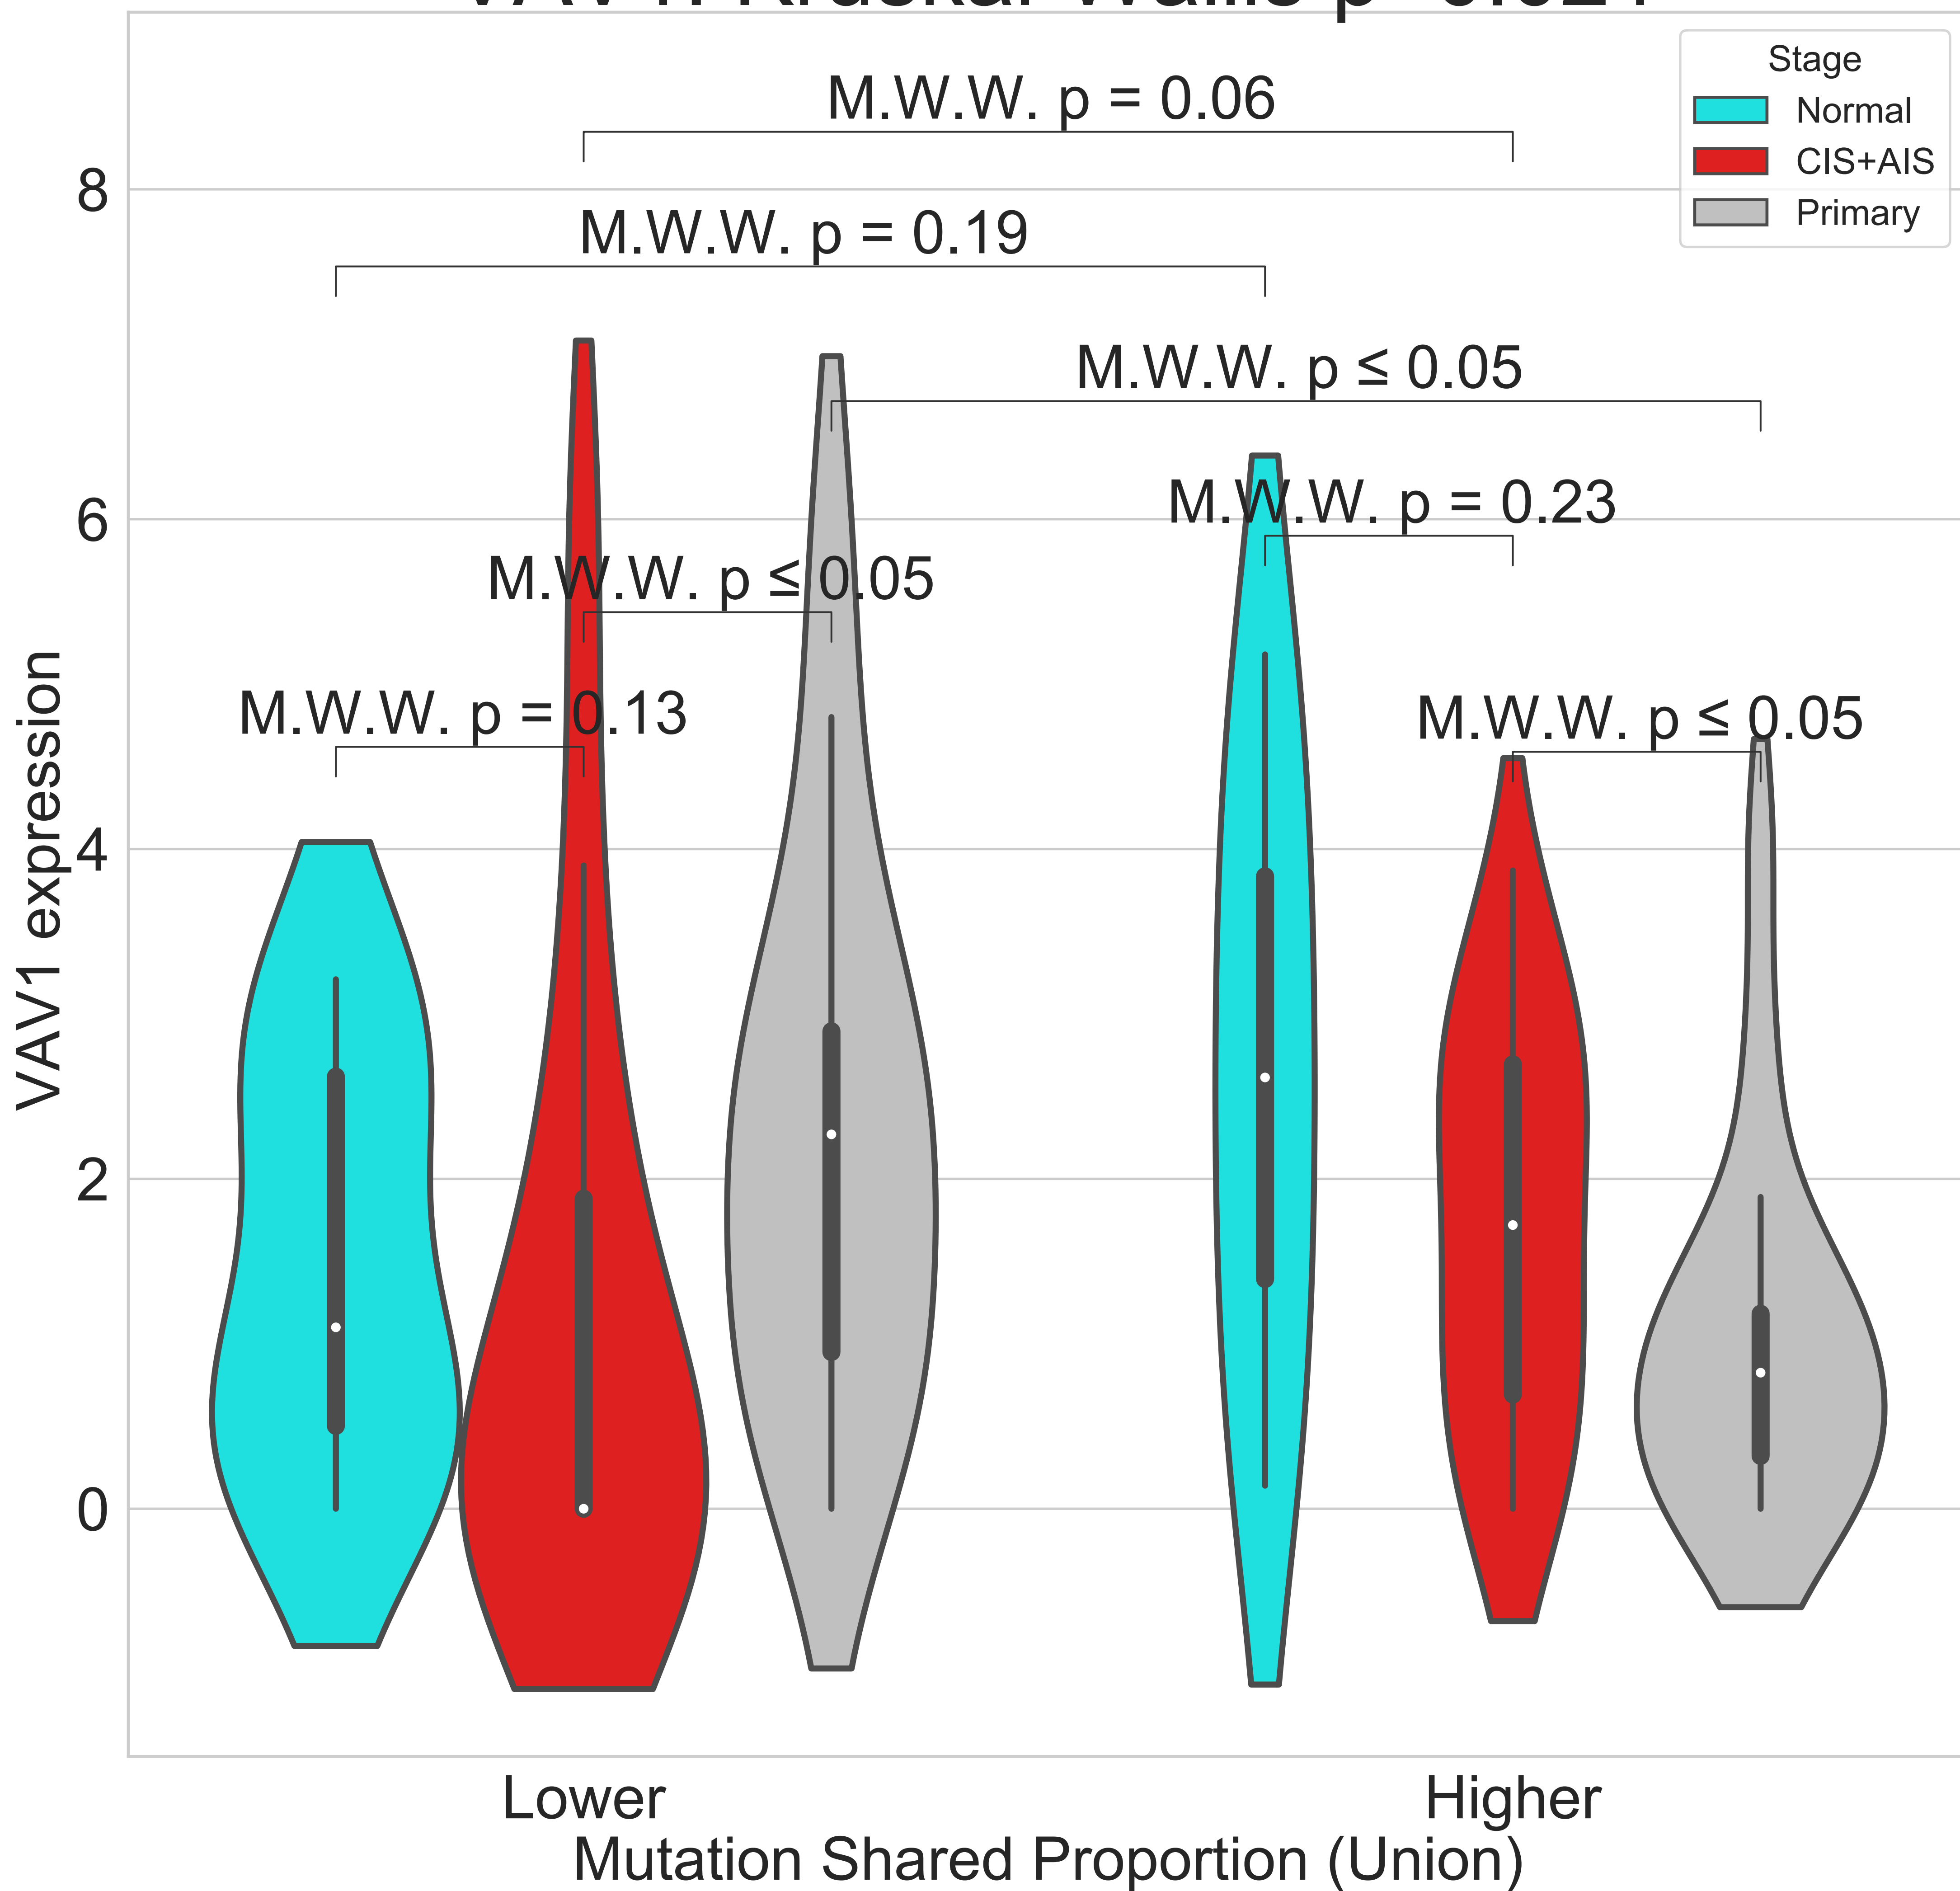 Stage
Normal
CIS+AIS
Primary
M.W.W. p = 0.06
8
M.W.W. p = 0.19
M.W.W. p ≤ 0.05
M.W.W. p = 0.23
6
M.W.W. p ≤ 0.05
M.W.W. p = 0.13
M.W.W. p ≤ 0.05
4
VAV1 expression
2
0
Lower
Higher
Mutation Shared Proportion (Union)